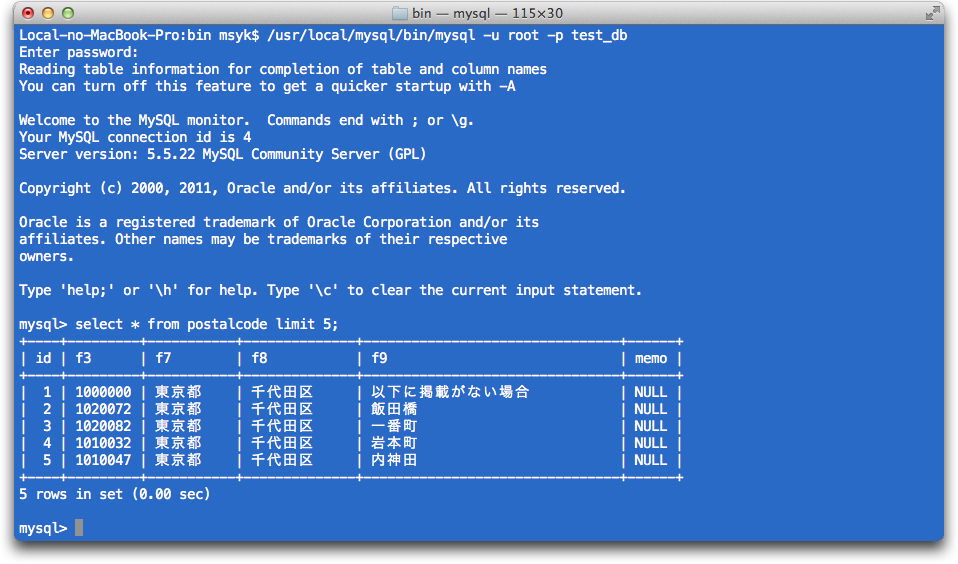 bin — mysql — 115×30
Local-no-MacBook-Pro:bin msyk$ /usr/local/mysql/bin/mysql -u root -p test_db
Enter password:
Reading table information for completion of table and column names
You can turn off this feature to get a quicker startup with -A
Welcome to the MySQL monitor.  Commands end with ; or \g.
Your MySQL connection id is 4
Server version: 5.5.22 MySQL Community Server (GPL)
Copyright (c) 2000, 2011, Oracle and/or its affiliates. All rights reserved.
Oracle is a registered trademark of Oracle Corporation and/or its
affiliates. Other names may be trademarks of their respective
owners.
Type 'help;' or '\h' for help. Type '\c' to clear the current input statement.
mysql> select * from postalcode limit 5;
+----+---------+-----------+--------------+--------------------------------+------+
| id | f3      | f7        | f8           | f9                             | memo |
+----+---------+-----------+--------------+--------------------------------+------+
|  1 | 1000000 | 東京都 | 千代田区 | 以下に掲載がない場合 | NULL |
|  2 | 1020072 | 東京都 | 千代田区 | 飯田橋 | NULL |
|  3 | 1020082 | 東京都 | 千代田区 | 一番町 | NULL |
|  4 | 1010032 | 東京都 | 千代田区 | 岩本町 | NULL |
|  5 | 1010047 | 東京都 | 千代田区 | 内神田 | NULL |
+----+---------+-----------+--------------+--------------------------------+------+
5 rows in set (0.00 sec)
mysql>